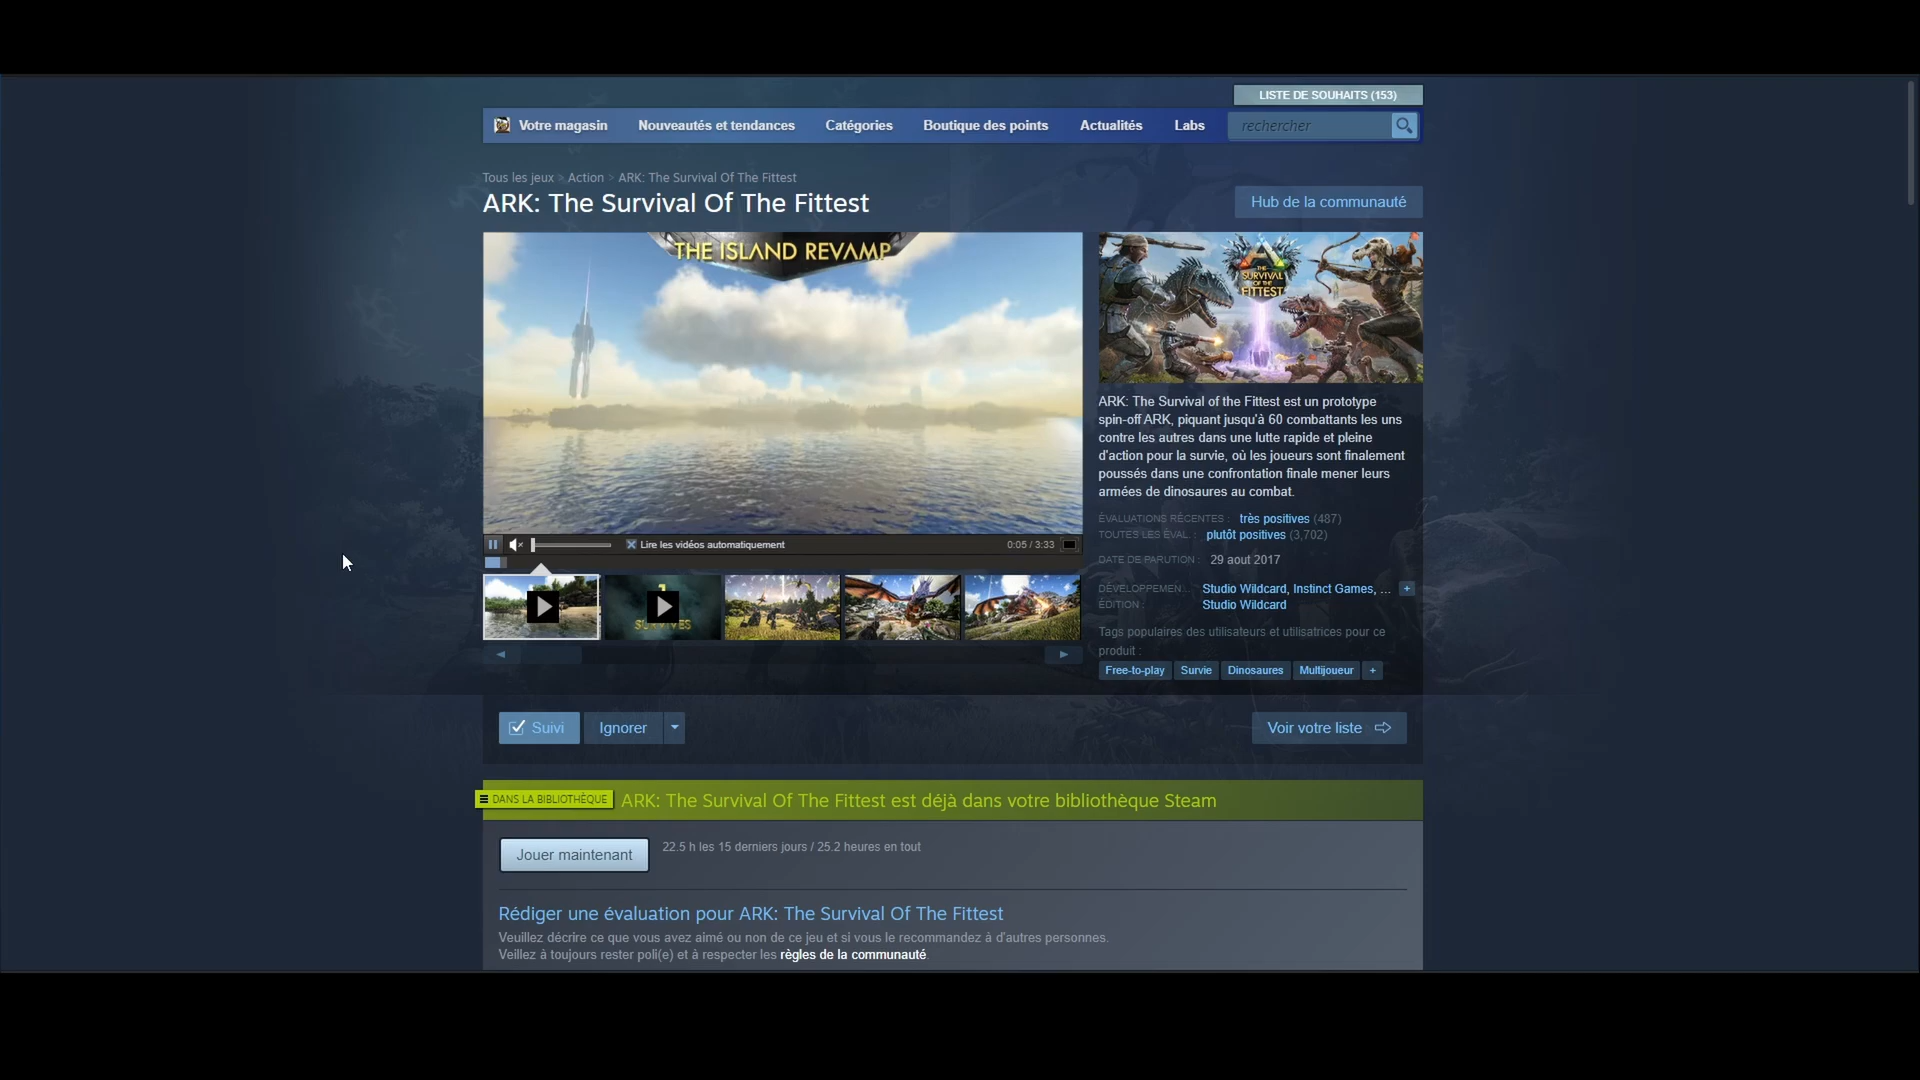 LISTE DE SOUHAITS (153)
Votre magasin Nouveautés et tendances Catégories Boutique des points Actualités Labs rechercher
Tous les jeux > Action > ARK: The Survival Of The Fittest
ARK: The Survival Of The Fittest
Hub de la communauté
THE ISLAND REVAMP
THE SURVIVAL OF THE FITTEST
ARK: The Survival of the Fittest est un prototype
spin-off ARK, piquant jusqu'à 60 combattants les uns
contre les autres dans une lutte rapide et pleine
d'action pour la survie, où les joueurs sont finalement
poussés dans une confrontation finale mener leurs
armées de dinosaures au combat.
ÉVALUATIONS RÉCENTES : très positives (487)
TOUTES LES ÉVAL. : plutôt positives (3,702)
DATE DE PARUTION : 29 aout 2017
DÉVELOPPEMEN... Studio Wildcard, Instinct Games, ... +
ÉDITION : Studio Wildcard
Tags populaires des utilisateurs et utilisatrices pour ce
produit :
Free-to-play Survie Dinosaures Multijoueur +
Lire les vidéos automatiquement 0:05 / 3:33
Suivi Ignorer Voir votre liste
DANS LA BIBLIOTHÈQUE ARK: The Survival Of The Fittest est déjà dans votre bibliothèque Steam
Jouer maintenant 22.5 h les 15 derniers jours / 25.2 heures en tout
Rédiger une évaluation pour ARK: The Survival Of The Fittest
Veuillez décrire ce que vous avez aimé ou non de ce jeu et si vous le recommandez à d'autres personnes.
Veillez à toujours rester poli(e) et à respecter les règles de la communauté.